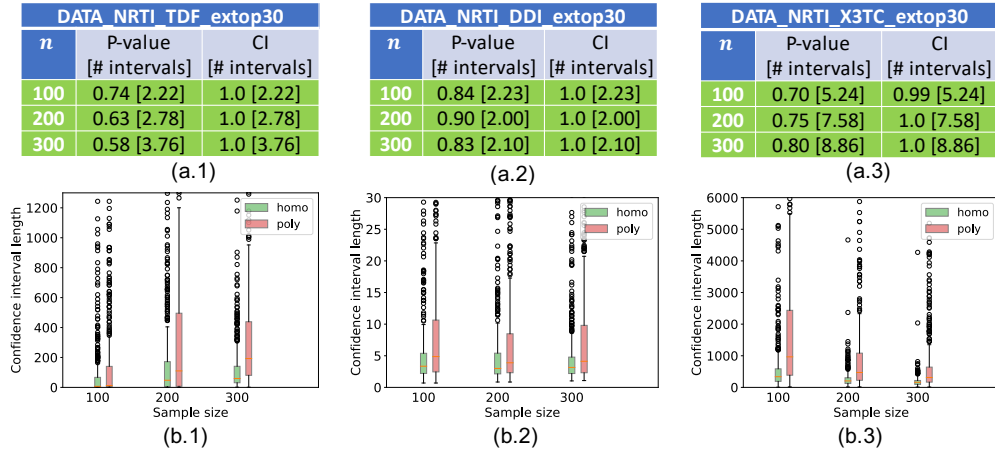 DATA_NRTI_TDF_extop30
n P-value [# intervals] CI [# intervals]
100 0.74 [2.22] 1.0 [2.22]
200 0.63 [2.78] 1.0 [2.78]
300 0.58 [3.76] 1.0 [3.76]
(a.1)
DATA_NRTI_DDI_extop30
n P-value [# intervals] CI [# intervals]
100 0.84 [2.23] 1.0 [2.23]
200 0.90 [2.00] 1.0 [2.00]
300 0.83 [2.10] 1.0 [2.10]
(a.2)
DATA_NRTI_X3TC_extop30
n P-value [# intervals] CI [# intervals]
100 0.70 [5.24] 0.99 [5.24]
200 0.75 [7.58] 1.0 [7.58]
300 0.80 [8.86] 1.0 [8.86]
(a.3)
Confidence interval length
1200
1000
800
600
400
200
0
homo
poly
100 200 300
Sample size
(b.1)
Confidence interval length
30
25
20
15
10
5
0
homo
poly
100 200 300
Sample size
(b.2)
Confidence interval length
6000
5000
4000
3000
2000
1000
0
homo
poly
100 200 300
Sample size
(b.3)